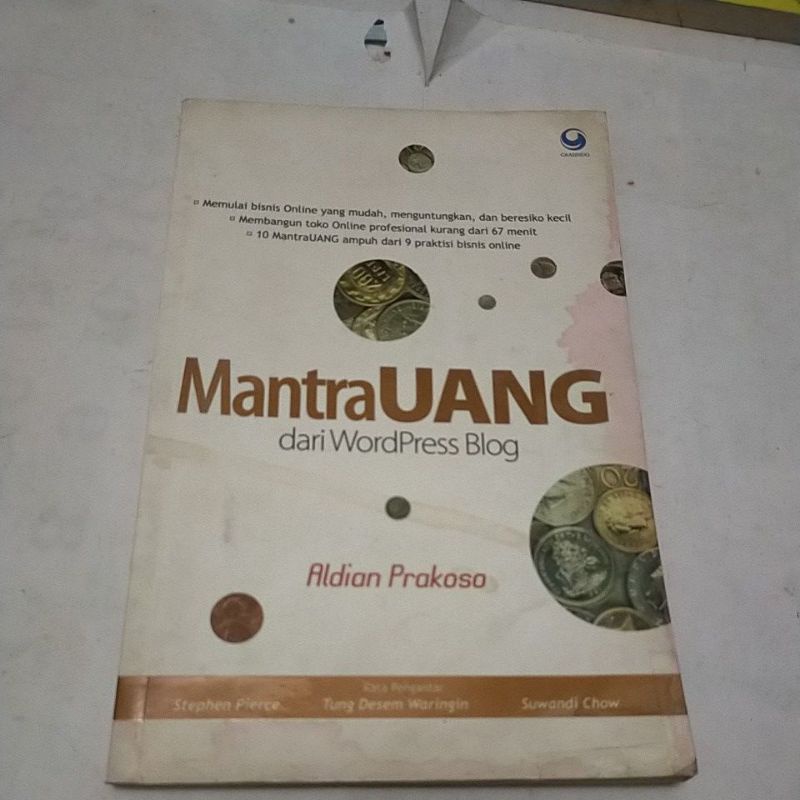 GRASINDO
▫ Memulai bisnis Online yang mudah, menguntungkan, dan beresiko kecil
▫ Membangun toko Online profesional kurang dari 67 menit
▫ 10 MantraUANG ampuh dari 9 praktisi bisnis online
MantraUANG
dari WordPress Blog
Aldian Prakoso
Kata Pengantar
Stephen Pierce Tung Desem Waringin Suwandi Chow